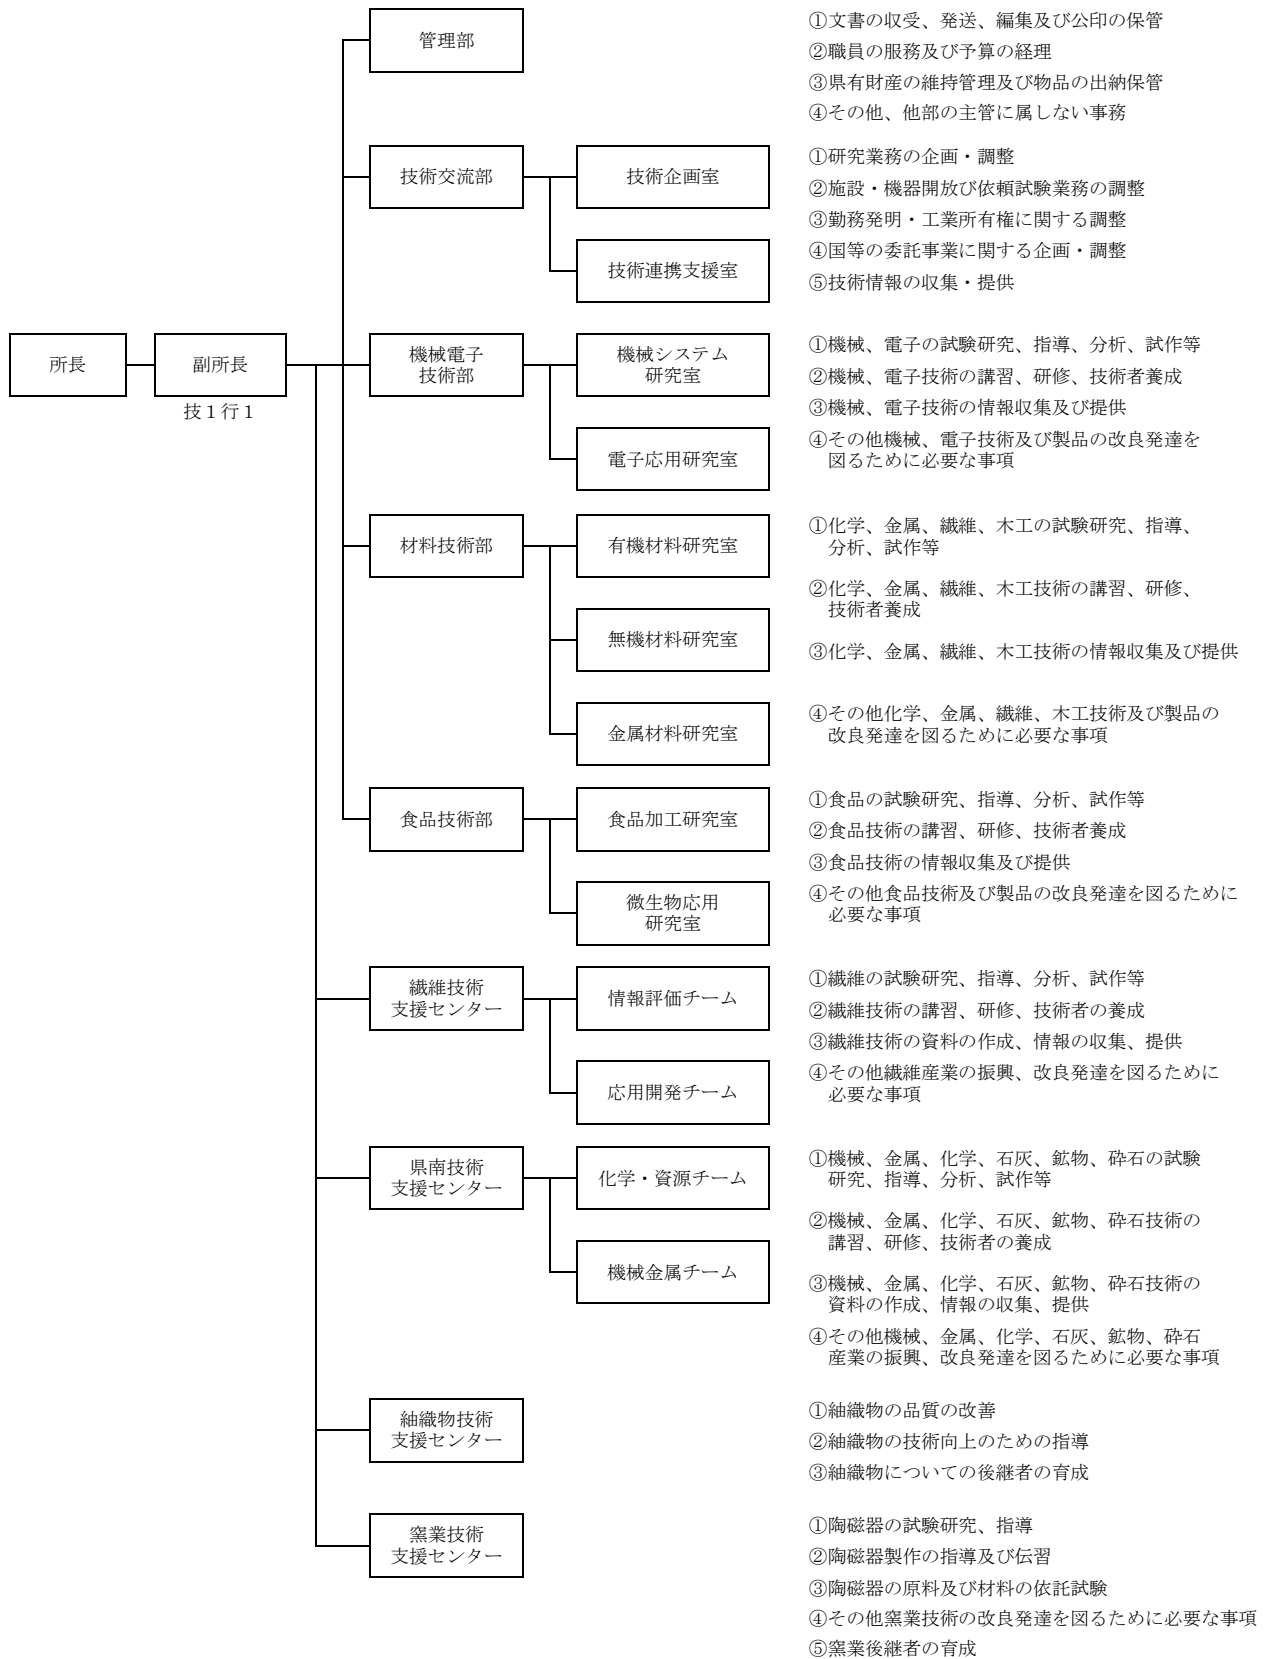 管理部
①文書の収受、発送、編集及び公印の保管
②職員の服務及び予算の経理
③県有財産の維持管理及び物品の出納保管
④その他、他部の主管に属しない事務
技術交流部
技術企画室
技術連携支援室
①研究業務の企画・調整
②施設・機器開放び依頼試験業務の調整
③勤務発明・工業所有権に関する調整
④国等の委託事業に関する企画・調整
⑤技術情報の収集・提供
所長
副所長
技１行１
機械電子
技術部
機械システム
研究室
電子応用研究室
①機械、電子の試験研究、指導、分析、試作等
②機械、電子技術の講習、研修、技術者養成
③機械、電子技術の情報収集及び提供
④その他機械、電子技術及び製品の改良発達を
図るために必要な事項
材料技術部
有機材料研究室
無機材料研究室
金属材料研究室
①化学、金属、繊維、木工の試験研究、指導、
分析、試作等
②化学、金属、繊維、木工技術の講習、研修、
技術者養成
③化学、金属、繊維、木工技術の情報収集及び提供
④その他化学、金属、繊維、木工技術及び製品の
改良発達を図るために必要な事項
食品技術部
食品加工研究室
微生物応用
研究室
①食品の試験研究、指導、分析、試作等
②食品技術の講習、研修、技術者養成
③食品技術の情報収集及び提供
④その他食品技術及び製品の改良発達を図るために
必要な事項
繊維技術
支援センター
情報評価チーム
応用開発チーム
①繊維の試験研究、指導、分析、試作等
②繊維技術の講習、研修、技術者の養成
③繊維技術の資料の作成、情報の収集、提供
④その他繊維産業の振興、改良発達を図るために
必要な事項
県南技術
支援センター
化学・資源チーム
機械金属チーム
①機械、金属、化学、石灰、鉱物、砕石の試験
研究、指導、分析、試作等
②機械、金属、化学、石灰、鉱物、砕石技術の
講習、研修、技術者の養成
③機械、金属、化学、石灰、鉱物、砕石技術の
資料の作成、情報の収集、提供
④その他機械、金属、化学、石灰、鉱物、砕石
産業の振興、改良発達を図るために必要な事項
紬織物技術
支援センター
①紬織物の品質の改善
②紬織物の技術向上のための指導
③紬織物についての後継者の育成
窯業技術
支援センター
①陶磁器の試験研究、指導
②陶磁器製作の指導及び伝習
③陶磁器の原料及び材料の依託試験
④その他窯業技術の改良発達を図るために必要な事項
⑤窯業後継者の育成